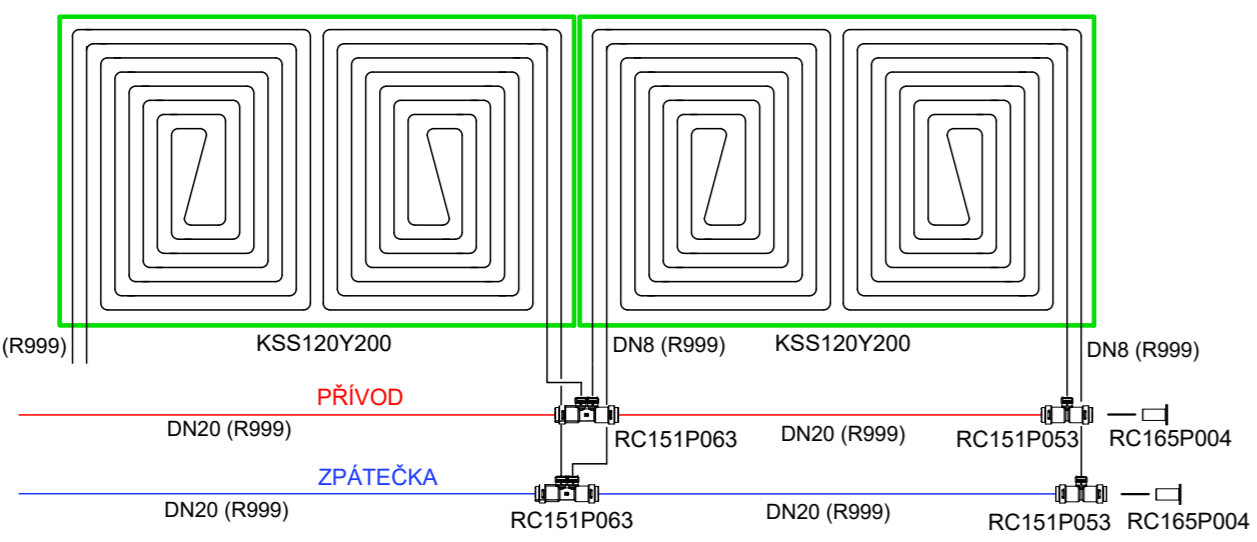 (R999)
KSS120Y200
DN8 (R999)
KSS120Y200
DN8 (R999)
PŘÍVOD
DN20 (R999)
RC151P063
DN20 (R999)
RC151P053
RC165P004
ZPÁTEČKA
DN20 (R999)
RC151P063
DN20 (R999)
RC151P053
RC165P004